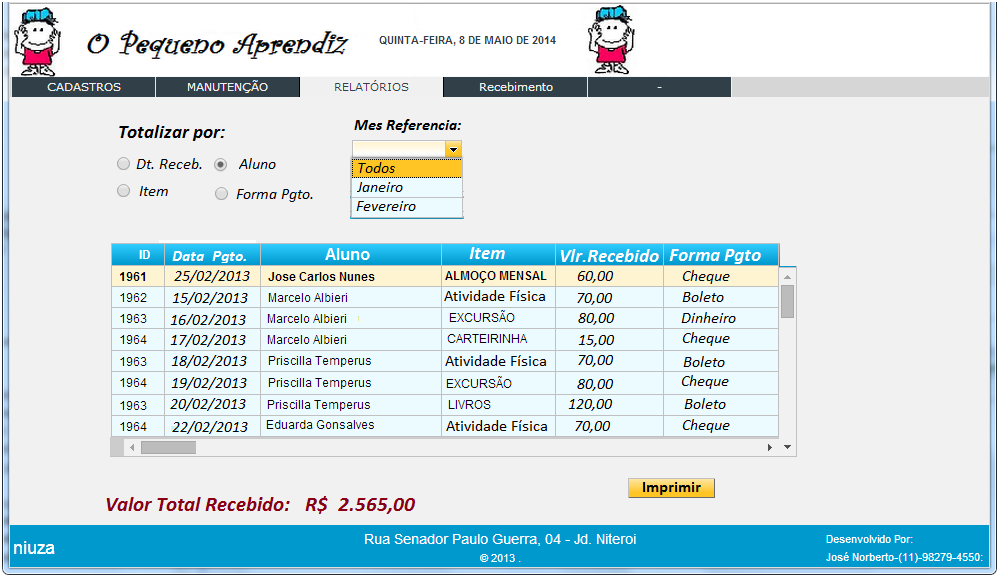 O Pequeno Aprendiz QUINTA-FEIRA, 8 DE MAIO DE 2014
CADASTROS MANUTENÇÃO RELATÓRIOS Recebimento -
Totalizar por: Mes Referencia:
Dt. Receb. Aluno
Item Forma Pgto.
Todos
Janeiro
Fevereiro
ID Data Pgto. Aluno Item Vlr.Recebido Forma Pgto
1961 25/02/2013 Jose Carlos Nunes ALMOÇO MENSAL 60,00 Cheque
1962 15/02/2013 Marcelo Albieri Atividade Física 70,00 Boleto
1963 16/02/2013 Marcelo Albieri EXCURSÃO 80,00 Dinheiro
1964 17/02/2013 Marcelo Albieri CARTEIRINHA 15,00 Cheque
1963 18/02/2013 Priscilla Temperus Atividade Física 70,00 Boleto
1964 19/02/2013 Priscilla Temperus EXCURSÃO 80,00 Cheque
1963 20/02/2013 Priscilla Temperus LIVROS 120,00 Boleto
1964 22/02/2013 Eduarda Gonsalves Atividade Física 70,00 Cheque
Imprimir
Valor Total Recebido: R$ 2.565,00
niuza
Rua Senador Paulo Guerra, 04 - Jd. Niteroi
© 2013 .
Desenvolvido Por:
José Norberto-(11)-98279-4550: